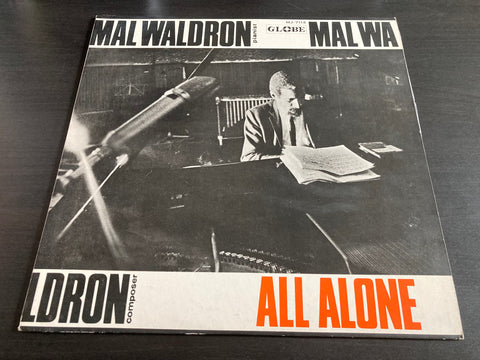 MAL WALDRON pianist GLOBE MAL WA
LDRON composer ALL ALONE